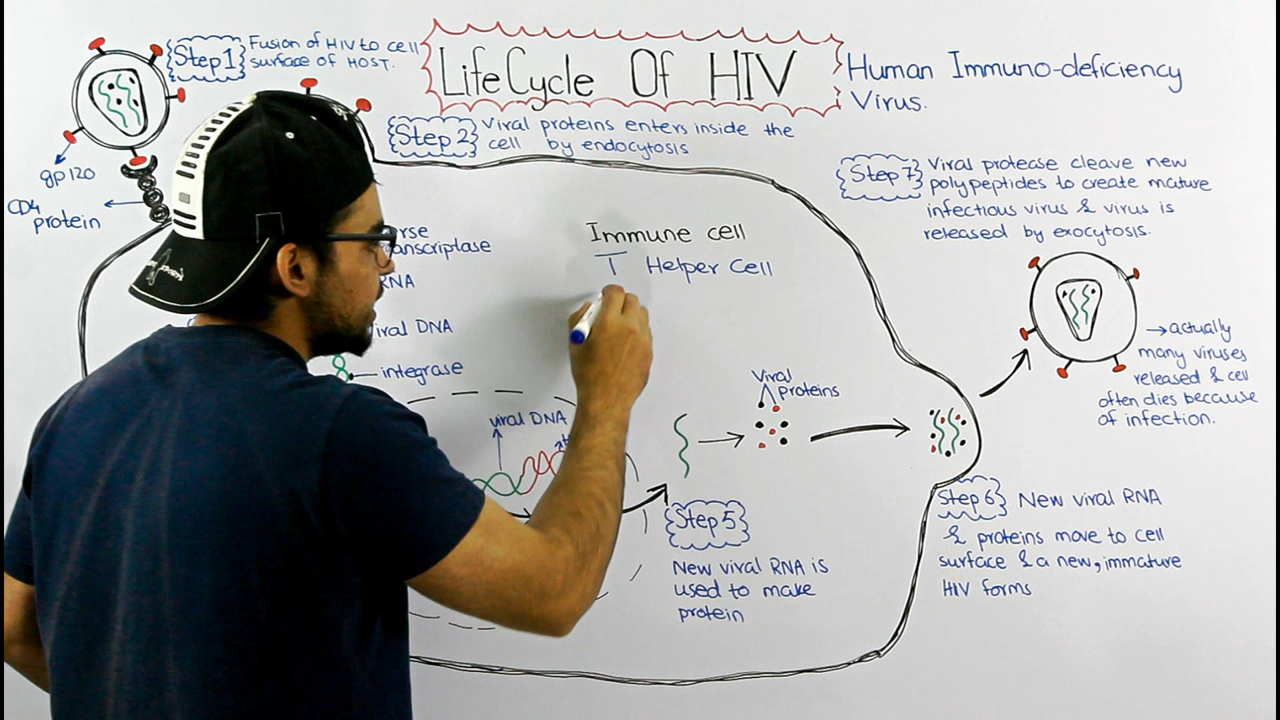 Life Cycle Of HIV
Human Immuno-deficiency
Virus.
Step 1
Fusion of HIV to cell
surface of HOST.
gp 120
CD4
protein
Step 2
Viral proteins enters inside the
cell by endocytosis
Immune cell
T Helper Cell
integrase
viral DNA
Viral
proteins
Step 5
New viral RNA is
used to make
protein
Step 6
New viral RNA
& proteins move to cell
surface & a new, immature
HIV forms
Step 7
Viral protease cleave new
polypeptides to create mature
infectious virus & virus is
released by exocytosis.
→actually
many viruses
released & cell
often dies because
of infection.